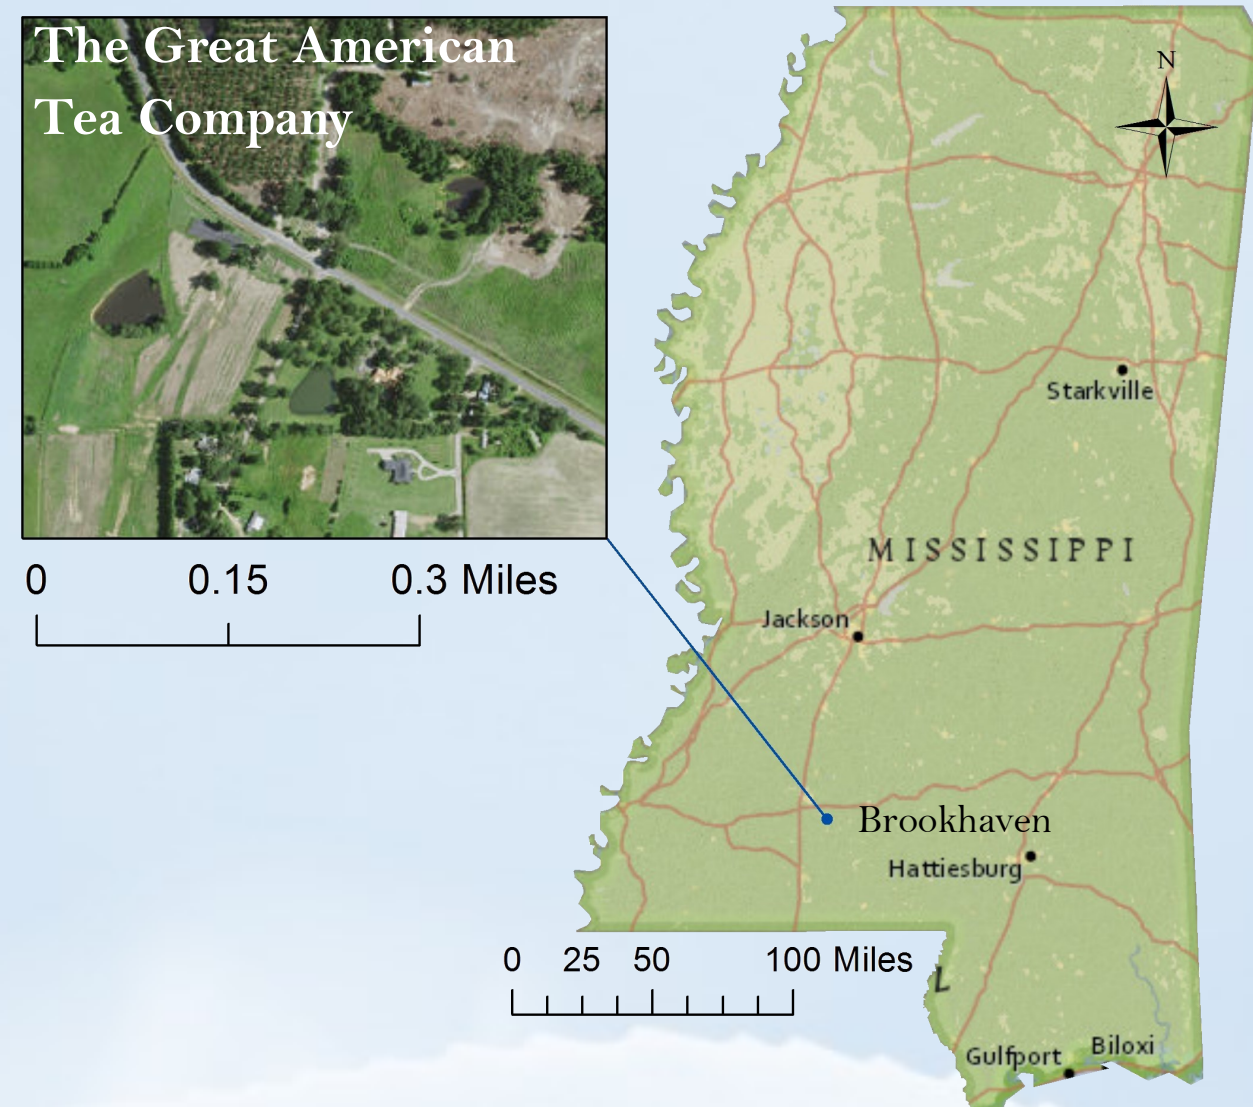 The Great American
Tea Company
0 0.15 0.3 Miles
N
Starkville
MISSISSIPPI
Jackson
Brookhaven
Hattiesburg
0 25 50 100 Miles
L
Gulfport
Biloxi